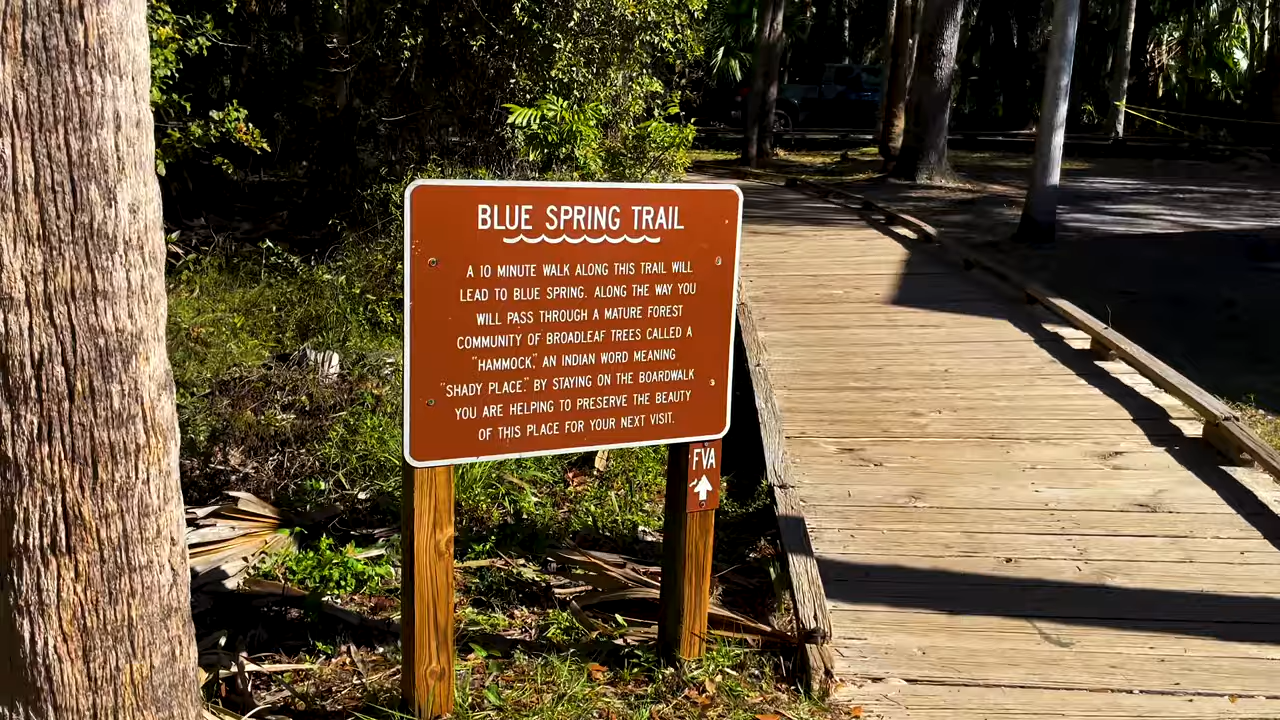 BLUE SPRING TRAIL
A 10 MINUTE WALK ALONG THIS TRAIL WILL
LEAD TO BLUE SPRING. ALONG THE WAY YOU
WILL PASS THROUGH A MATURE FOREST
COMMUNITY OF BROADLEAF TREES CALLED A
"HAMMOCK," AN INDIAN WORD MEANING
"SHADY PLACE." BY STAYING ON THE BOARDWALK
YOU ARE HELPING TO PRESERVE THE BEAUTY
OF THIS PLACE FOR YOUR NEXT VISIT.
FVA